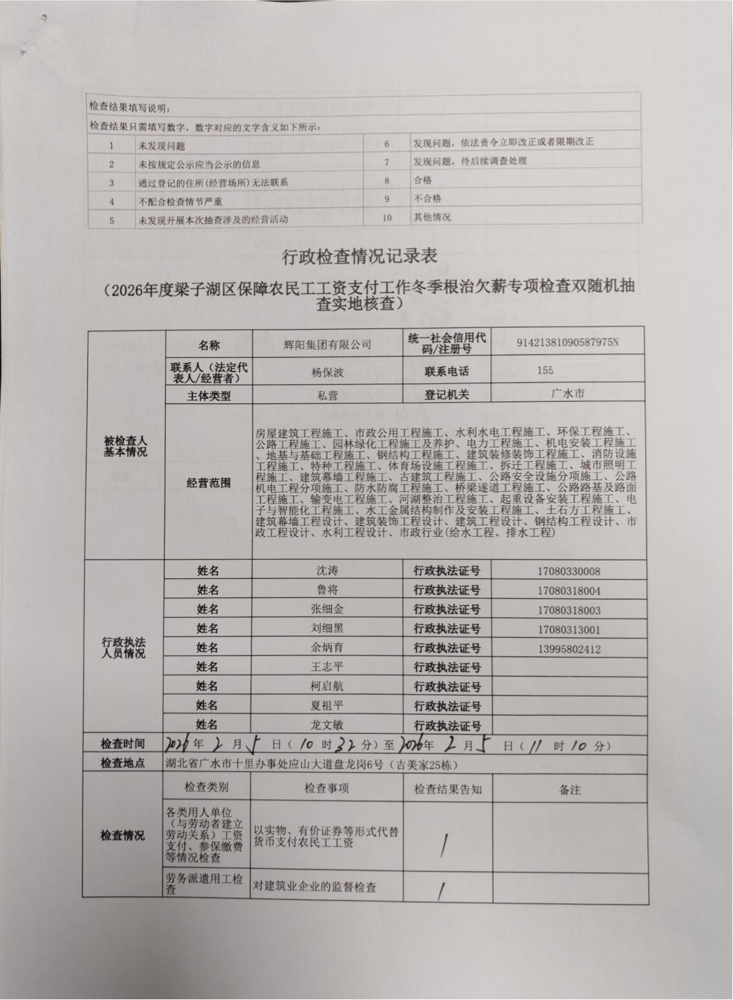 检查结果填写说明：
检查结果只需填写数字，数字对应的文字含义如下所示：
1 未发现问题 6 发现问题，依法责令立即改正或者限期改正
2 未按规定公示应当公示的信息 7 发现问题，待后续调查处理
3 通过登记的住所(经营场所)无法联系 8 合格
4 不配合检查情节严重 9 不合格
5 未发现开展本次抽查涉及的经营活动 10 其他情况
行政检查情况记录表
（2026年度梁子湖区保障农民工工资支付工作冬季根治欠薪专项检查双随机抽
查实地核查）
被检查人
基本情况
名称 辉阳集团有限公司 统一社会信用代
码/注册号 91421381090587975N
联系人（法定代
表人/经营者） 杨保波 联系电话 155
主体类型 私营 登记机关 广水市
经营范围
房屋建筑工程施工、市政公用工程施工、水利水电工程施工、环保工程施工、
公路工程施工、园林绿化工程施工及养护、电力工程施工、机电安装工程施工
、地基与基础工程施工、钢结构工程施工、建筑装修装饰工程施工、消防设施
工程施工、特种工程施工、体育场设施工程施工、拆迁工程施工、城市照明工
程施工、建筑幕墙工程施工、古建筑工程施工、公路安全设施分项施工、公路
机电工程分项施工、防水防腐工程施工、桥梁遂道工程施工、公路路基及路面
工程施工、输变电工程施工、河湖整治工程施工、起重设备安装工程施工、电
子与智能化工程施工、水工金属结构制作及安装工程施工、土石方工程施工、
建筑幕墙工程设计、建筑装饰工程设计、建筑工程设计、钢结构工程设计、市
政工程设计、水利工程设计、市政行业(给水工程、排水工程)
行政执法
人员情况
姓名 沈涛 行政执法证号 17080330008
姓名 鲁将 行政执法证号 17080318004
姓名 张细金 行政执法证号 17080318003
姓名 刘细黑 行政执法证号 17080313001
姓名 余炳育 行政执法证号 13995802412
姓名 王志平 行政执法证号
姓名 柯启航 行政执法证号
姓名 夏祖平 行政执法证号
姓名 龙文敏 行政执法证号
检查时间 2026年 2 月 5 日（ 10 时 32 分）至 2026年 2 月 5 日（ 11 时 10 分）
检查地点 湖北省广水市十里办事处应山大道盘龙岗6号（吉美家25栋）
检查情况
检查类别 检查事项 检查结果告知 备注
各类用人单位
（与劳动者建立
劳动关系）工资
支付、参保缴费
等情况检查
以实物、有价证券等形式代替
货币支付农民工工资
1
劳务派遣用工检
查
对建筑业企业的监督检查
1